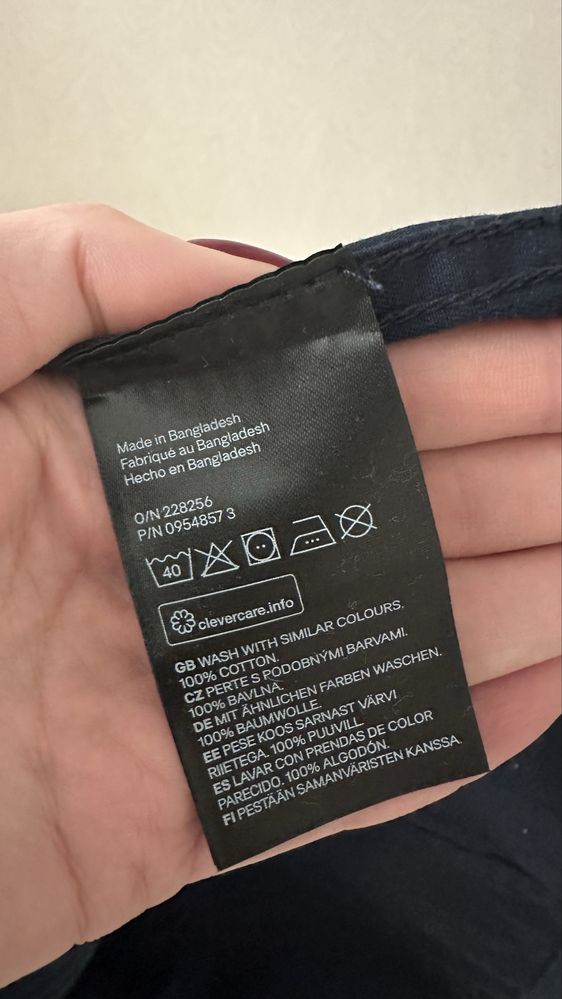 Made in Bangladesh
Fabriqué au Bangladesh
Hecho en Bangladesh
O/N 228256
P/N 0954857 3
40
clevercare.info
GB WASH WITH SIMILAR COLOURS.
100% COTTON.
CZ PERTE S PODOBNÝMI BARVAMI.
100% BAVLNA.
DE MIT ÄHNLICHEN FARBEN WASCHEN.
100% BAUMWOLLE.
EE PESE KOOS SARNAST VÄRVI
RIIETEGA. 100% PUUVILL
ES LAVAR CON PRENDAS DE COLOR
PARECIDO. 100% ALGODÓN.
FI PESTÄÄN SAMANVÄRISTEN KANSSA.